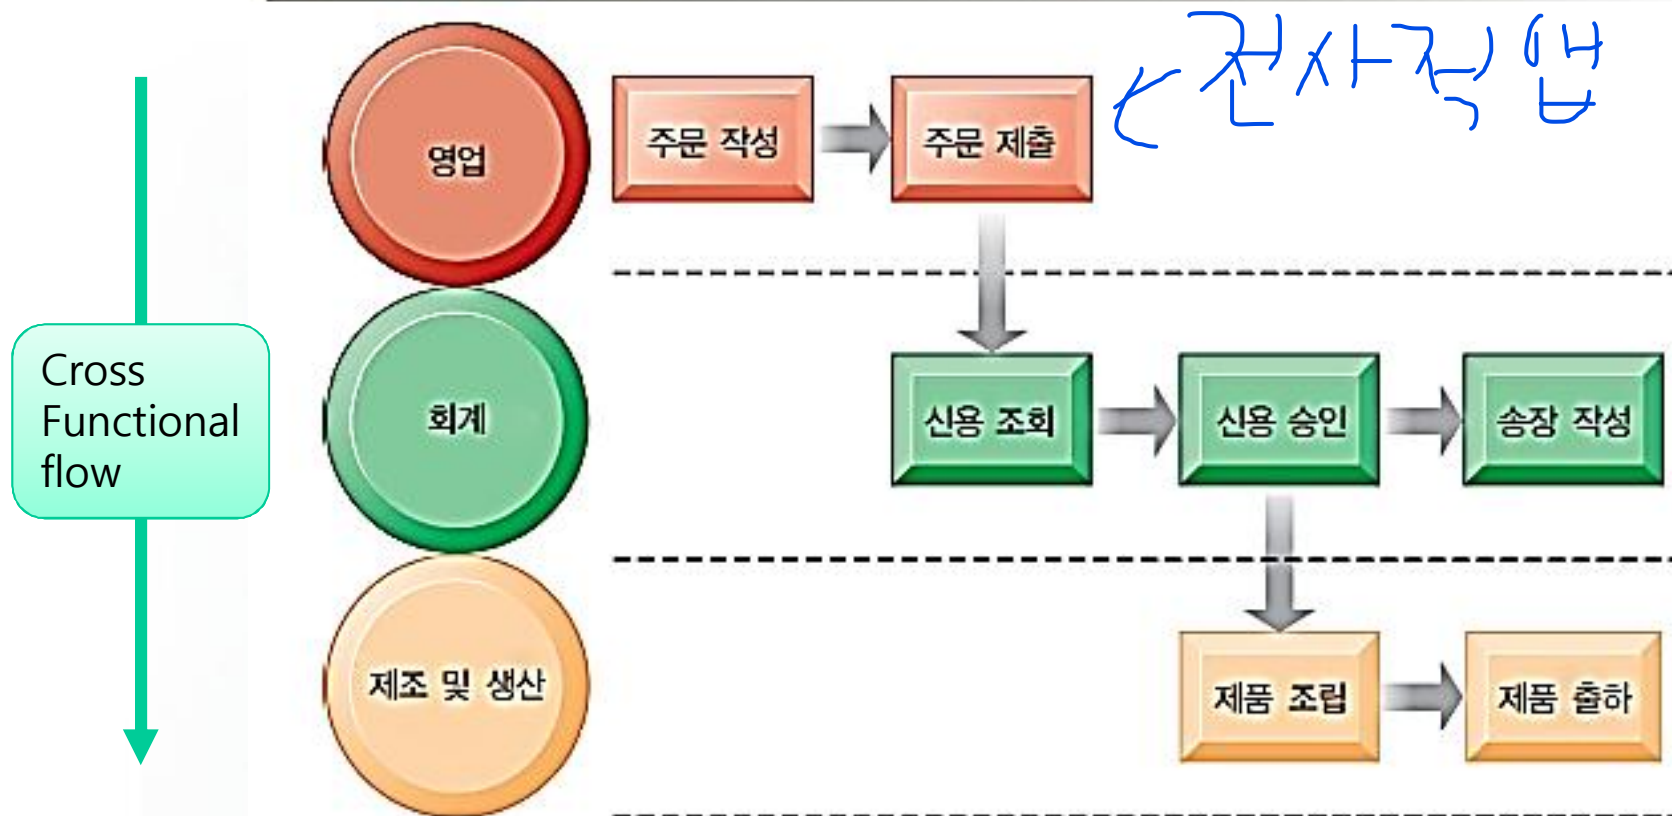 전사적 앱
영업
주문 작성
주문 제출
Cross
Functional
flow
회계
신용 조회
신용 승인
송장 작성
제조 및 생산
제품 조립
제품 출하